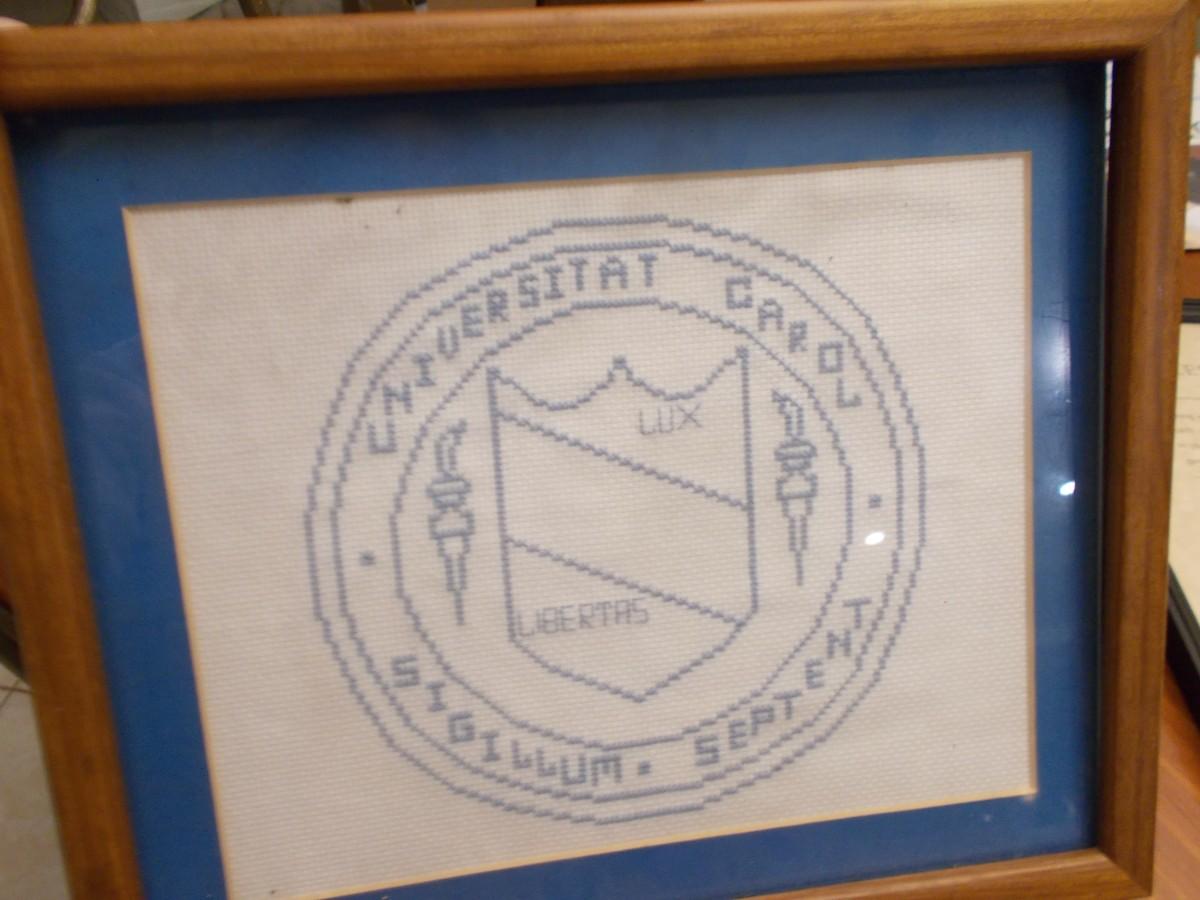 UNIVERSITAT CAROL
LUX
LIBERTAS
SIGILLUM · SEPTENT